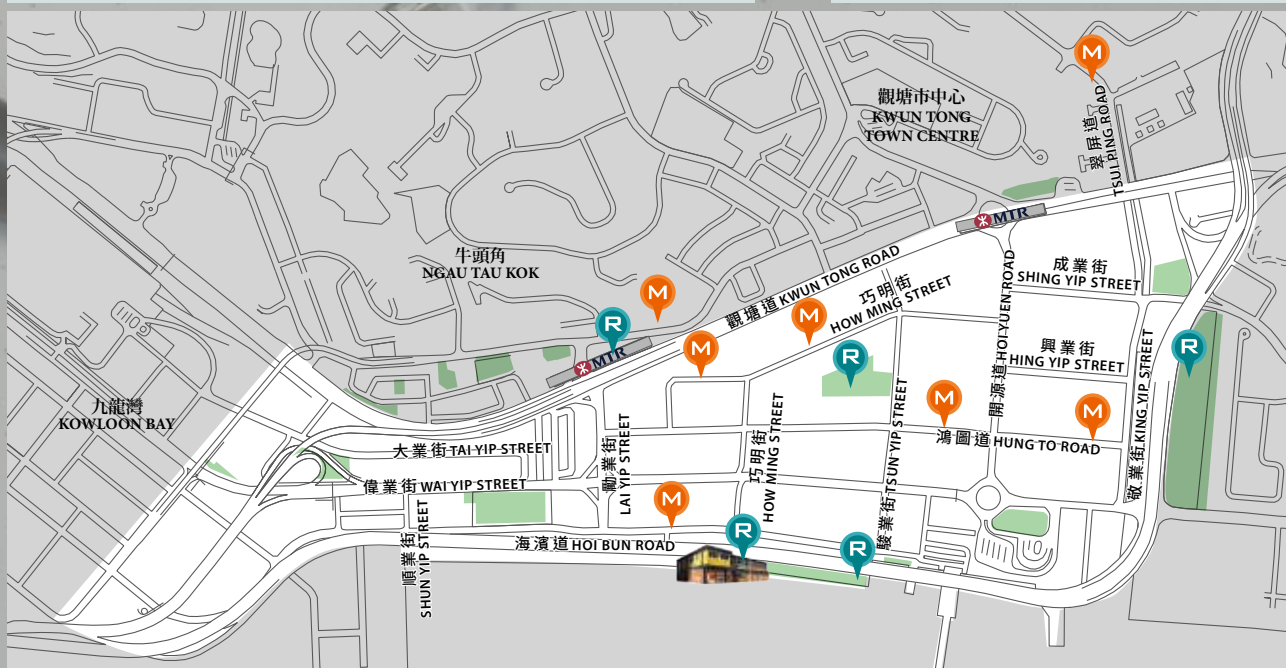 M
觀塘市中心
KWUN TONG
TOWN CENTRE
翠屏道
TSUI PING ROAD
MTR
牛頭角
NGAU TAU KOK
M
R
MTR
觀塘道 KWUN TONG ROAD
巧明街
HOW MING STREET
成業街
SHING YIP STREET
開源道 HOI YUEN ROAD
M
M
R
興業街
HING YIP STREET
R
九龍灣
KOWLOON BAY
M
M
大業街 TAI YIP STREET
勵業街
LAI YIP STREET
巧明街
HOW MING STREET
駿業街 TSUN YIP STREET
鴻圖道 HUNG TO ROAD
敬業街 KING YIP STREET
偉業街 WAI YIP STREET
M
順業街
SHUN YIP STREET
海濱道 HOI BUN ROAD
R
R